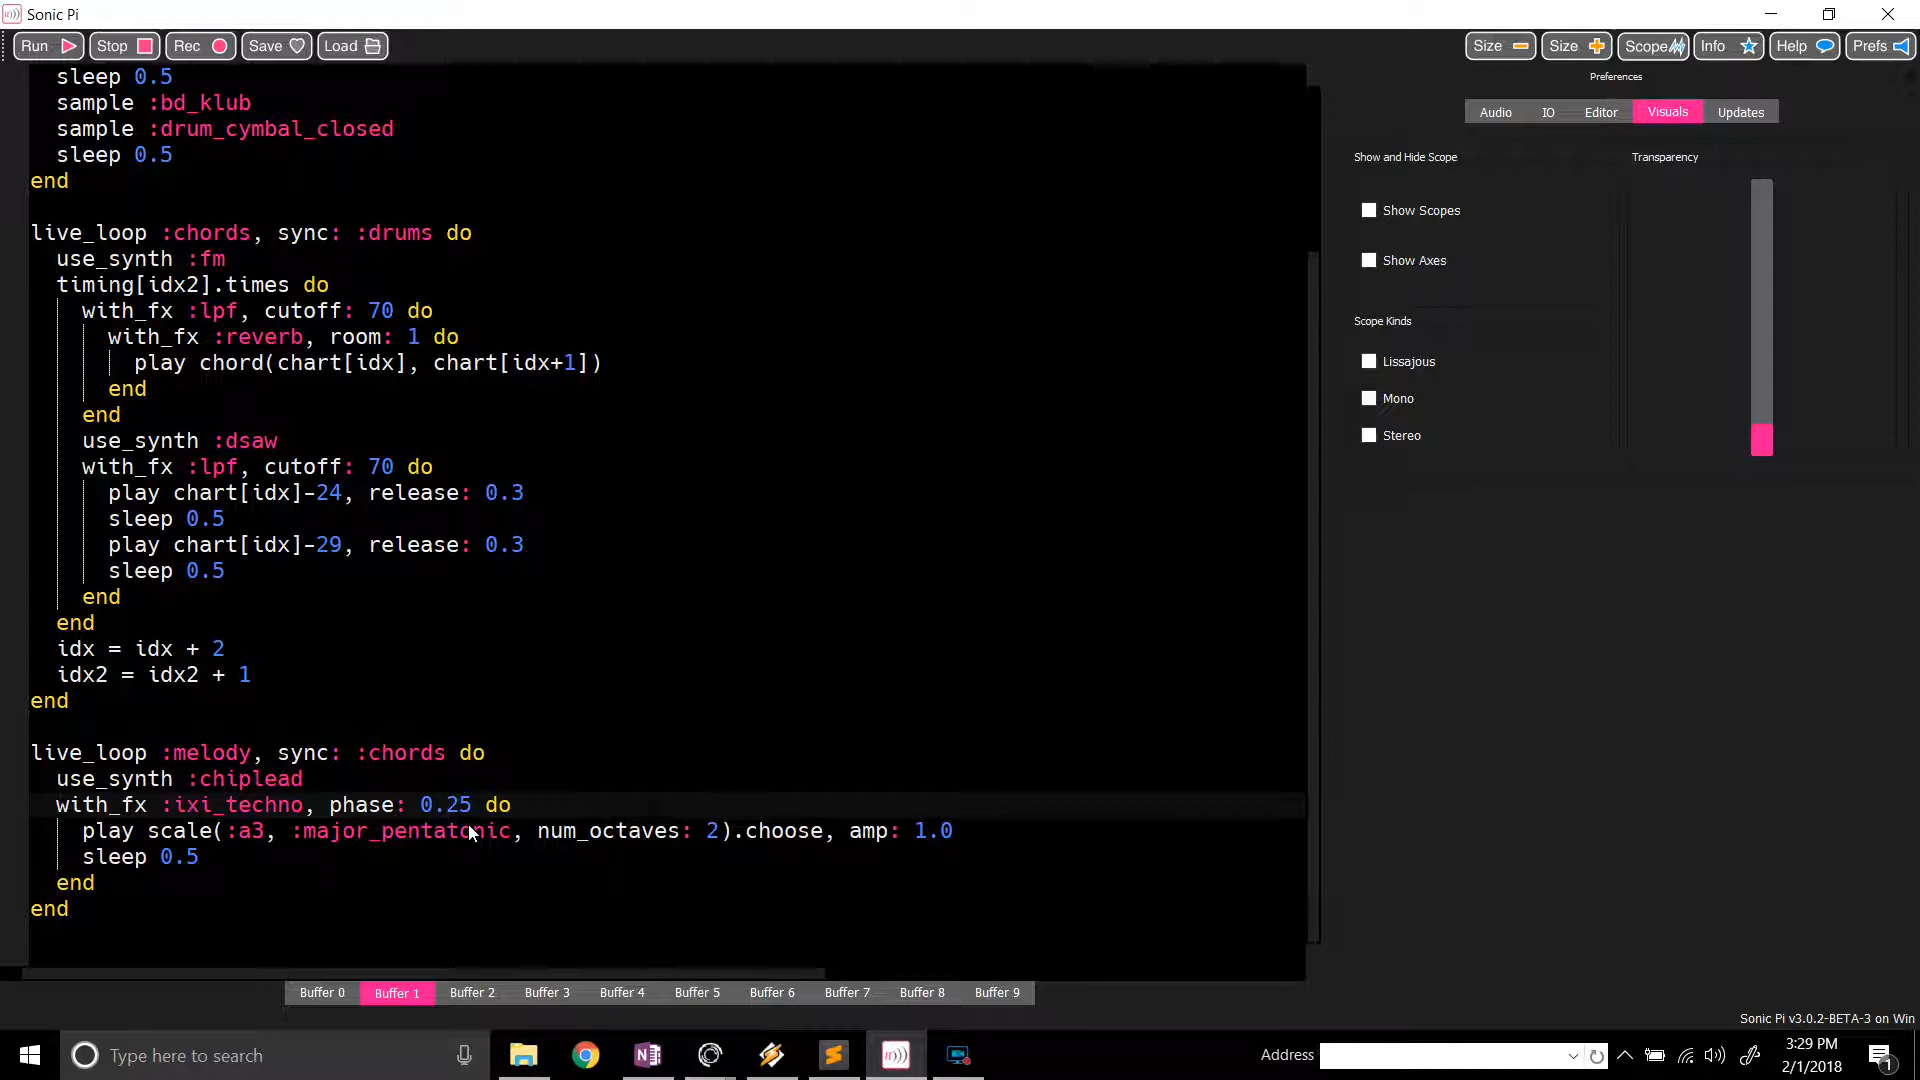 Sonic Pi
Run Stop Rec Save Load Size Size Scope Info Help Prefs
sleep 0.5
sample :bd_klub
sample :drum_cymbal_closed
sleep 0.5
end
live_loop :chords, sync: :drums do
use_synth :fm
timing[idx2].times do
with_fx :lpf, cutoff: 70 do
with_fx :reverb, room: 1 do
play chord(chart[idx], chart[idx+1])
end
end
use_synth :dsaw
with_fx :lpf, cutoff: 70 do
play chart[idx]-24, release: 0.3
sleep 0.5
play chart[idx]-29, release: 0.3
sleep 0.5
end
end
idx = idx + 2
idx2 = idx2 + 1
end
live_loop :melody, sync: :chords do
use_synth :chiplead
with_fx :ixi_techno, phase: 0.25 do
play scale(:a3, :major_pentatonic, num_octaves: 2).choose, amp: 1.0
sleep 0.5
end
end
Preferences
Audio IO Editor Visuals Updates
Show and Hide Scope Transparency
Show Scopes
Show Axes
Scope Kinds
Lissajous
Mono
Stereo
Buffer 0 Buffer 1 Buffer 2 Buffer 3 Buffer 4 Buffer 5 Buffer 6 Buffer 7 Buffer 8 Buffer 9
Sonic Pi v3.0.2-BETA-3 on Win
Type here to search
Address
3:29 PM
2/1/2018
1